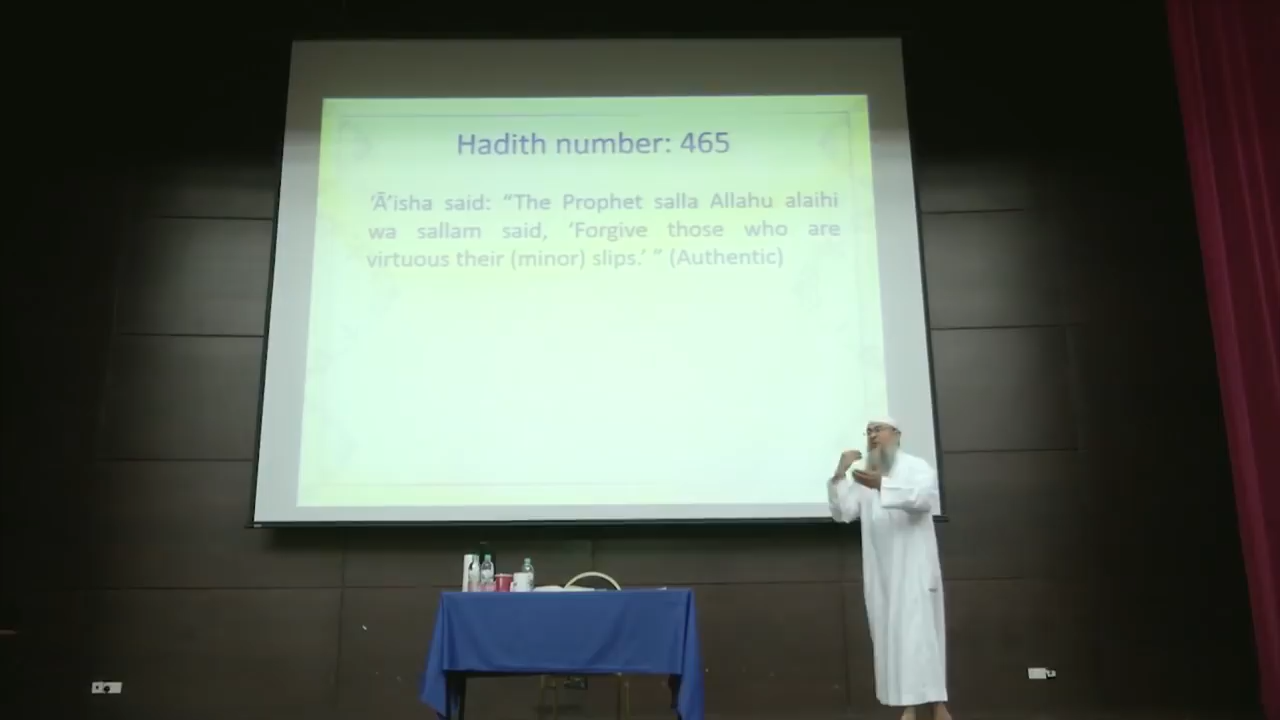 Hadith number: 465
‘Ā’isha said: “The Prophet salla Allahu alaihi
wa sallam said, ‘Forgive those who are
virtuous their (minor) slips.’ ” (Authentic)